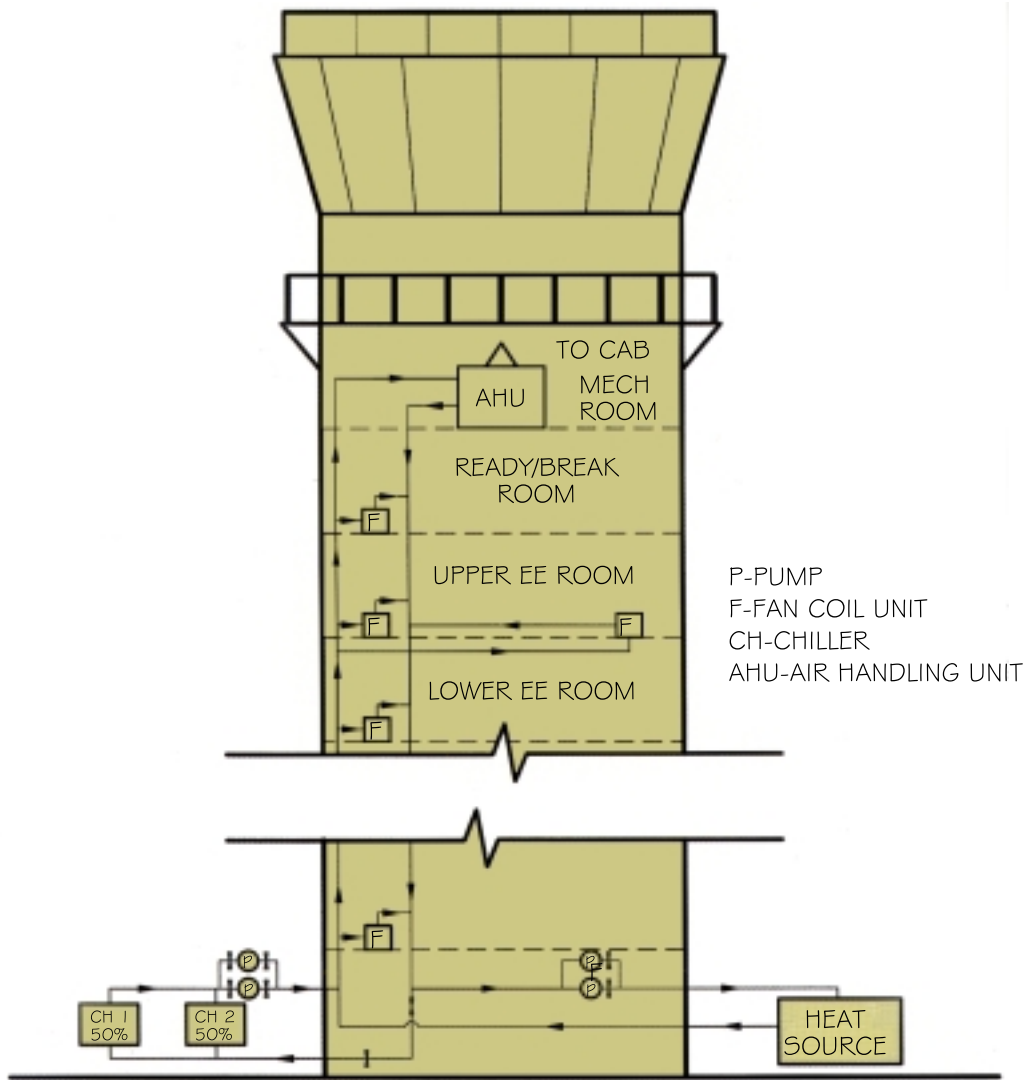 TO CAB
AHU
MECH
ROOM
READY/BREAK
ROOM
F
UPPER EE ROOM
F
F
LOWER EE ROOM
F
P-PUMP
F-FAN COIL UNIT
CH-CHILLER
AHU-AIR HANDLING UNIT
F
P
P
P
F
P
CH 1
50%
CH 2
50%
HEAT
SOURCE